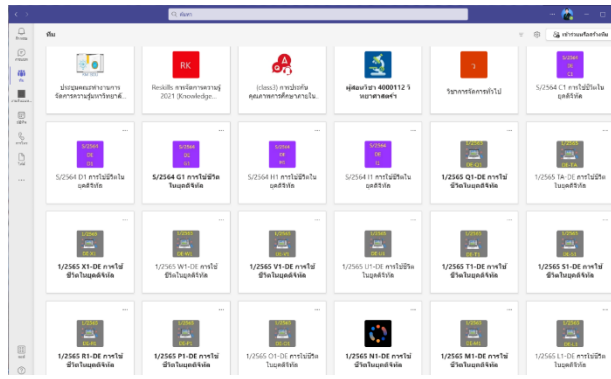 ค้นหา
ทีม
เข้าร่วมหรือสร้างทีม
RK
ว
S/2564
DE
C1
ประชุมคณะทำงานการ
จัดการความรู้มหาวิทยาลั...
Reskills การจัดการความรู้
2021 (Knowledge...
(class3) การประกัน
คุณภาพการศึกษาภายใน...
ผู้สอนวิชา 4000112 วิ
ทยาศาสตร์ฯ
วิชาการจัดการทั่วไป
S/2564 C1 การใช้ชีวิตใน
ยุคดิจิทัล
S/2564 D1 การใช้ชีวิตใน
ยุคดิจิทัล
S/2564 G1 การใช้ชีวิต
ในยุคดิจิทัล
S/2564 H1 การใช้ชีวิตใน
ยุคดิจิทัล
S/2564 I1 การใช้ชีวิตใน
ยุคดิจิทัล
1/2565 Q1-DE การใช้
ชีวิตในยุคดิจิทัล
1/2565 TA-DE การใช้
ชีวิตในยุคดิจิทัล
1/2565 X1-DE การใช้
ชีวิตในยุคดิจิทัล
1/2565 W1-DE การใช้
ชีวิตในยุคดิจิทัล
1/2565 V1-DE การใช้
ชีวิตในยุคดิจิทัล
1/2565 U1-DE การใช้ชีวิต
ในยุคดิจิทัล
1/2565 T1-DE การใช้
ชีวิตในยุคดิจิทัล
1/2565 S1-DE การใช้
ชีวิตในยุคดิจิทัล
1/2565 R1-DE การใช้
ชีวิตในยุคดิจิทัล
1/2565 P1-DE การใช้
ชีวิตในยุคดิจิทัล
1/2565 O1-DE การใช้ชีวิต
ในยุคดิจิทัล
1/2565 N1-DE การใช้
ชีวิตในยุคดิจิทัล
1/2565 M1-DE การใช้
ชีวิตในยุคดิจิทัล
1/2565 L1-DE การใช้ชีวิต
ในยุคดิจิทัล